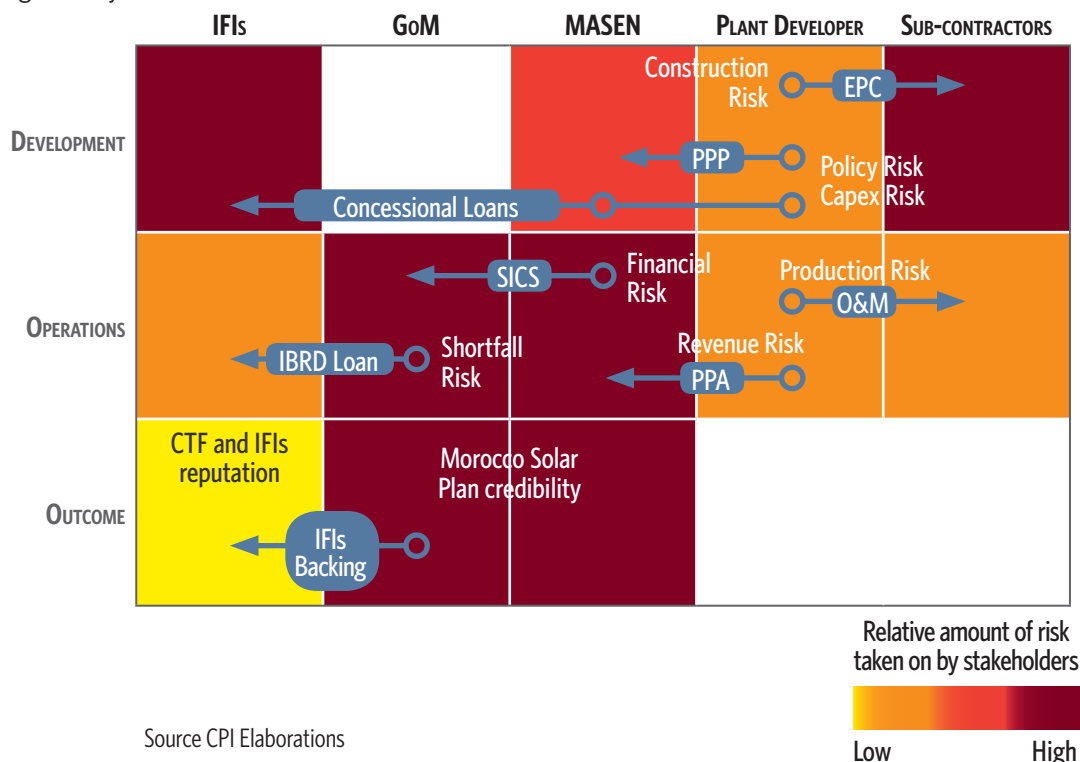 IFIs GoM MASEN Plant Developer Sub-contractors
Development
Construction
Risk
EPC
PPP
Policy Risk
Capex Risk
Concessional Loans
Operations
SICS
Financial
Risk
Production Risk
O&M
IBRD Loan
Shortfall
Risk
Revenue Risk
PPA
Outcome
CTF and IFIs
reputation
Morocco Solar
Plan credibility
IFIs
Backing
Relative amount of risk
taken on by stakeholders
Low High
Source CPI Elaborations